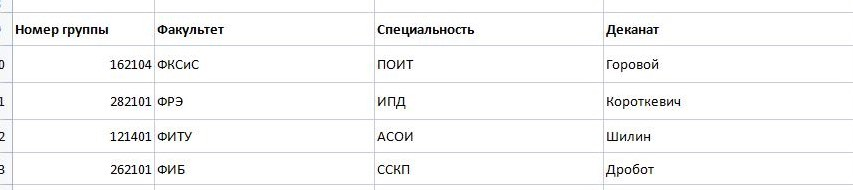 Номер группы Факультет Специальность Деканат
0 162104 ФКСиС ПОИТ Горовой
1 282101 ФРЭ ИПД Короткевич
2 121401 ФИТУ АСОИ Шилин
3 262101 ФИБ ССКП Дробот